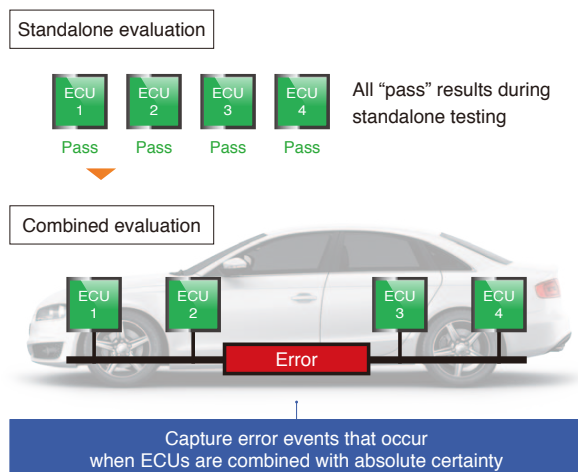 Standalone evaluation
ECU
1
ECU
2
ECU
3
ECU
4
All “pass” results during
standalone testing
Pass
Pass
Pass
Pass
Combined evaluation
ECU
1
ECU
2
ECU
3
ECU
4
Error
Capture error events that occur
when ECUs are combined with absolute certainty